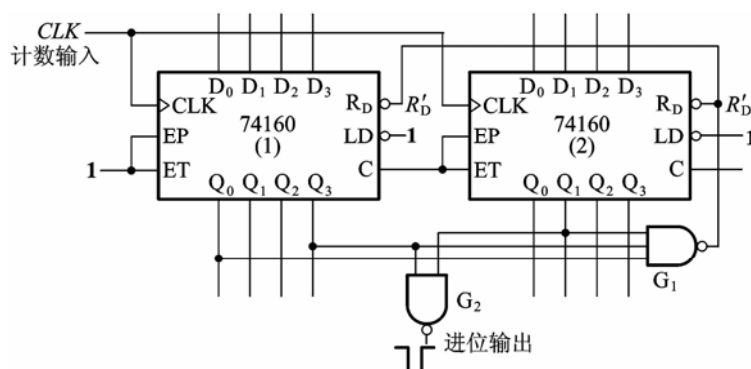 CLK
计数输入
D0 D1 D2 D3
D0 D1 D2 D3
CLK
RD
R'D
CLK
RD
R'D
EP
74160
LD
1
EP
74160
LD
1
(1)
(2)
1
ET
C
ET
C
Q0 Q1 Q2 Q3
Q0 Q1 Q2 Q3
G1
G2
进位输出